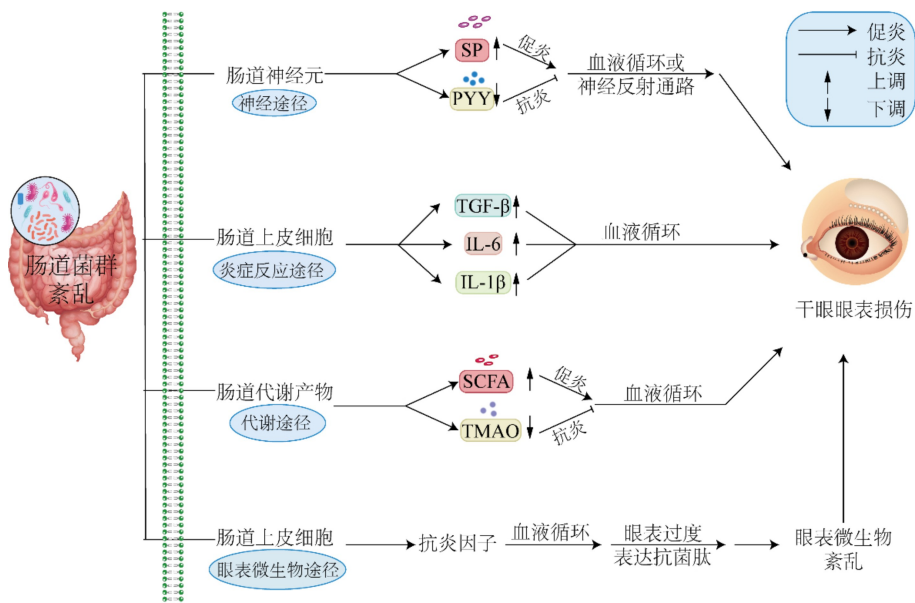 促炎
抗炎
上调
下调
肠道菌群
紊乱
肠道神经元
神经途径
SP
促炎
PYY
抗炎
血液循环或
神经反射通路
肠道上皮细胞
炎症反应途径
TGF-β
IL-6
IL-1β
血液循环
干眼眼表损伤
肠道代谢产物
代谢途径
SCFA
促炎
TMAO
抗炎
血液循环
肠道上皮细胞
眼表微生物途径
抗炎因子
血液循环
眼表过度
表达抗菌肽
眼表微生物
紊乱